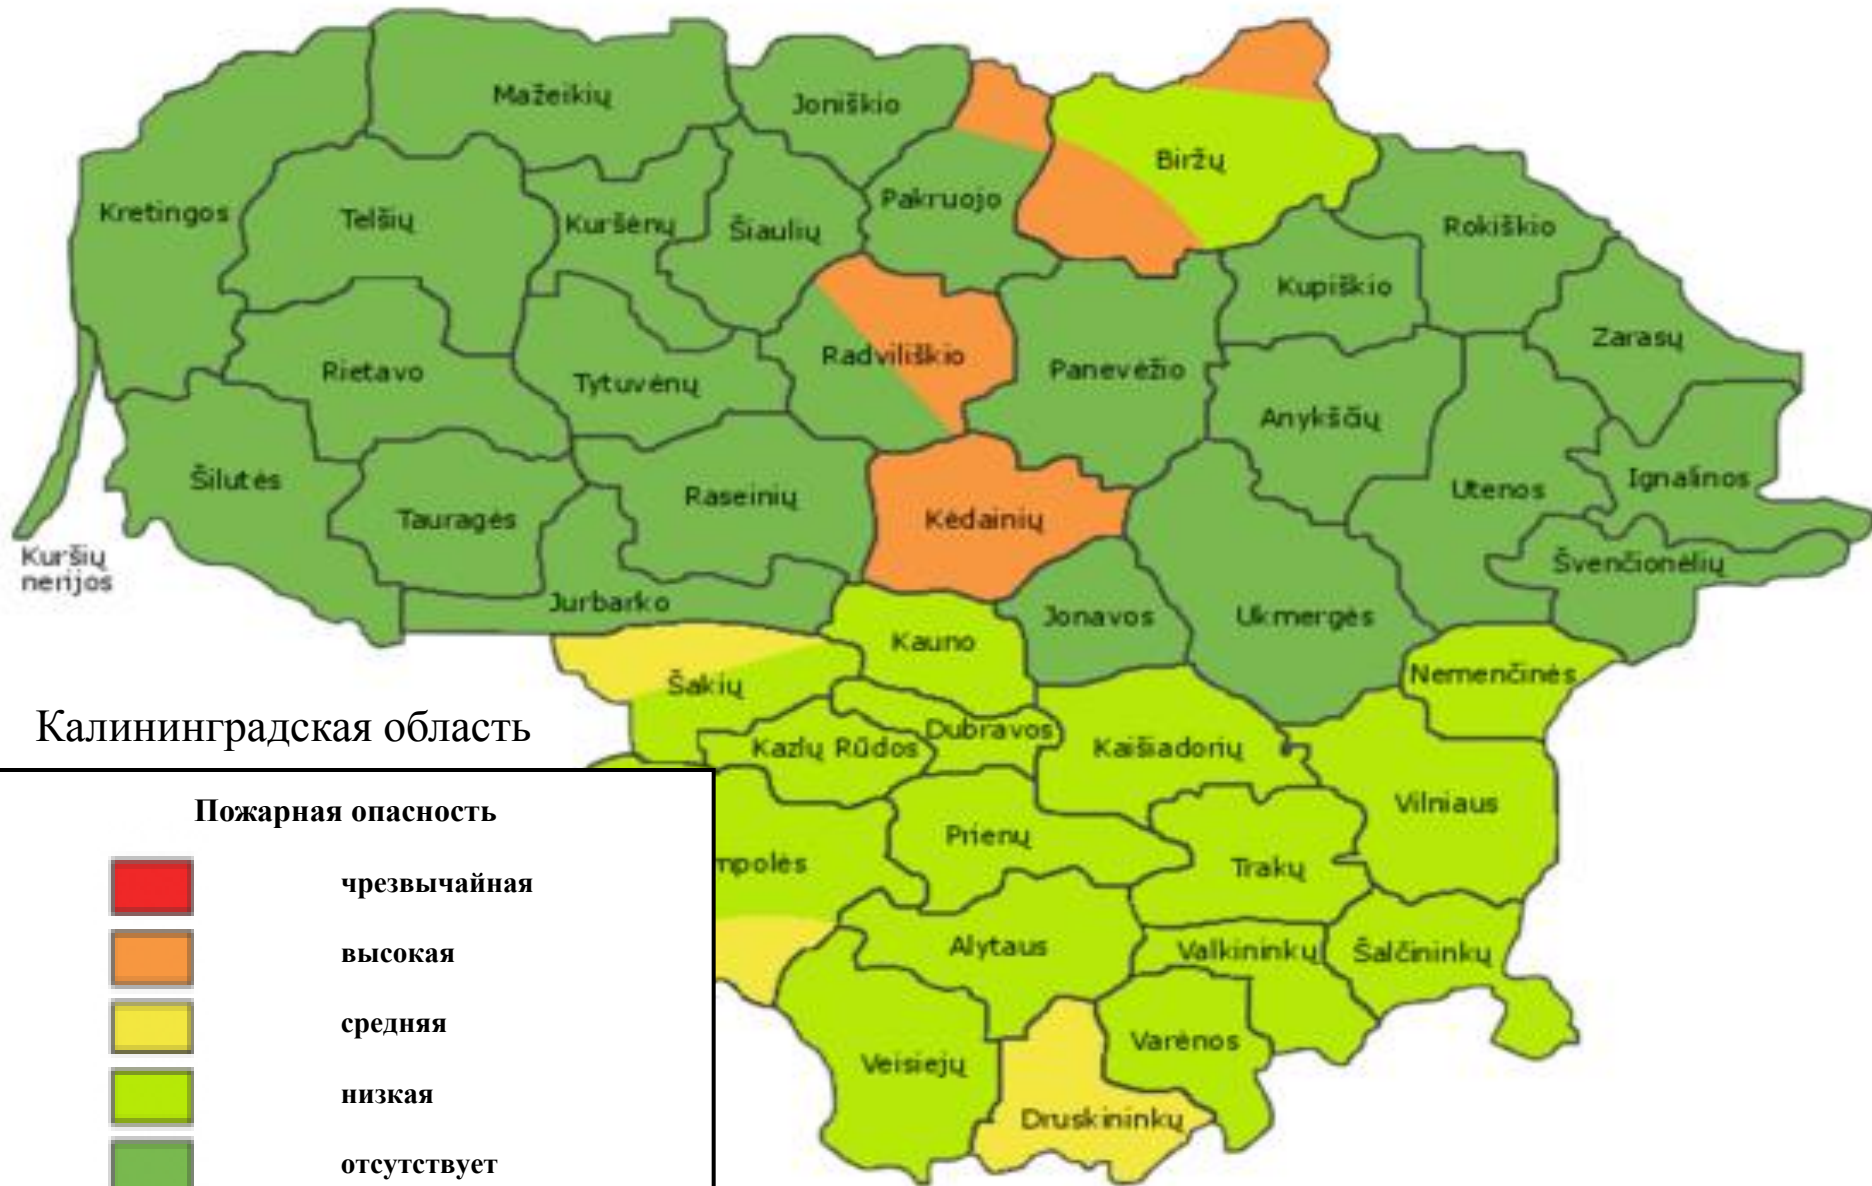 Mažeikių
Joniškio
Biržų
Kretingos
Telšių
Kuršėnų
Šiaulių
Pakruojo
Rokiškio
Kupiškio
Zarasų
Rietavo
Tytuvėnų
Radviliškio
Panevėžio
Anykščių
Šilutės
Tauragės
Raseinių
Kėdainių
Utenos
Ignalinos
Kuršių
nerijos
Švenčionėlių
Jurbarko
Kauno
Jonavos
Ukmergės
Nemenčinės
Šakių
Калининградская область
Kazlų Rūdos
Dubravos
Kaišiadorių
Vilniaus
Prienų
Trakų
mpolės
Alytaus
Valkininkų
Šalčininkų
Veisiejų
Varėnos
Druskininkų
Пожарная опасность
чрезвычайная
высокая
средняя
низкая
отсутствует